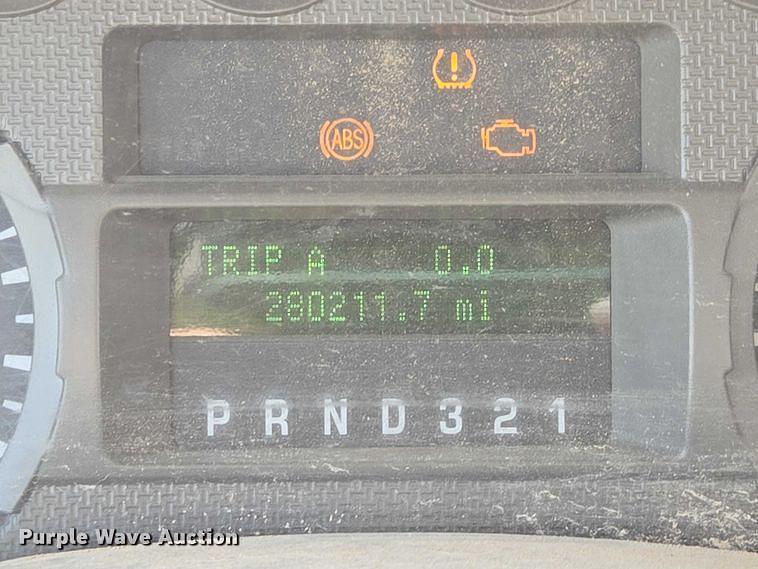 ABS
TRIP A 0.0
280211.7 mi
P R N D 3 2 1
Purple Wave Auction